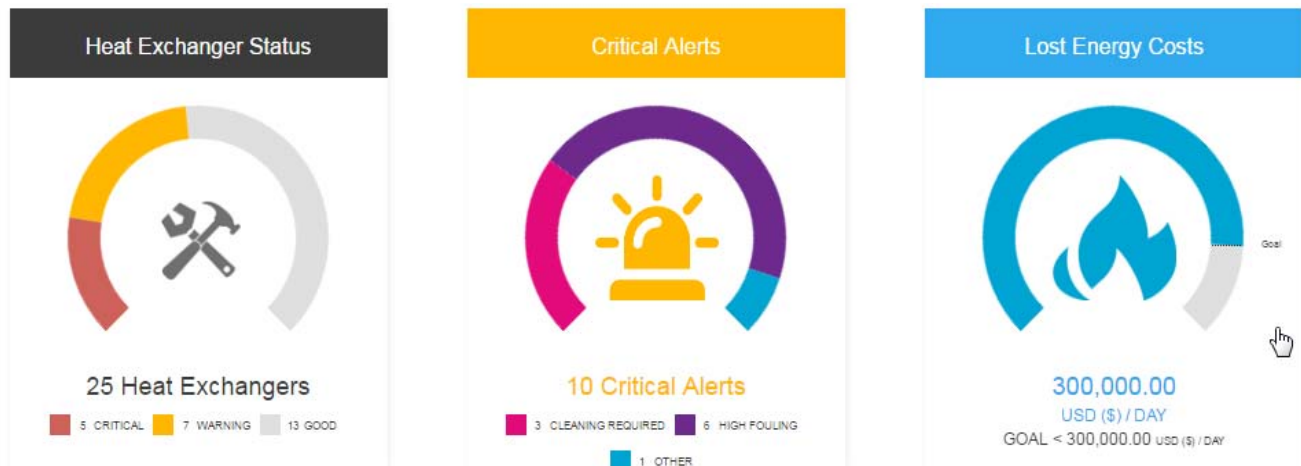 Heat Exchanger Status
25 Heat Exchangers
5 CRITICAL 7 WARNING 13 GOOD
Critical Alerts
10 Critical Alerts
3 CLEANING REQUIRED 6 HIGH FOULING
1 OTHER
Lost Energy Costs
Goal
300,000.00
USD ($) / DAY
GOAL < 300,000.00 USD ($) / DAY